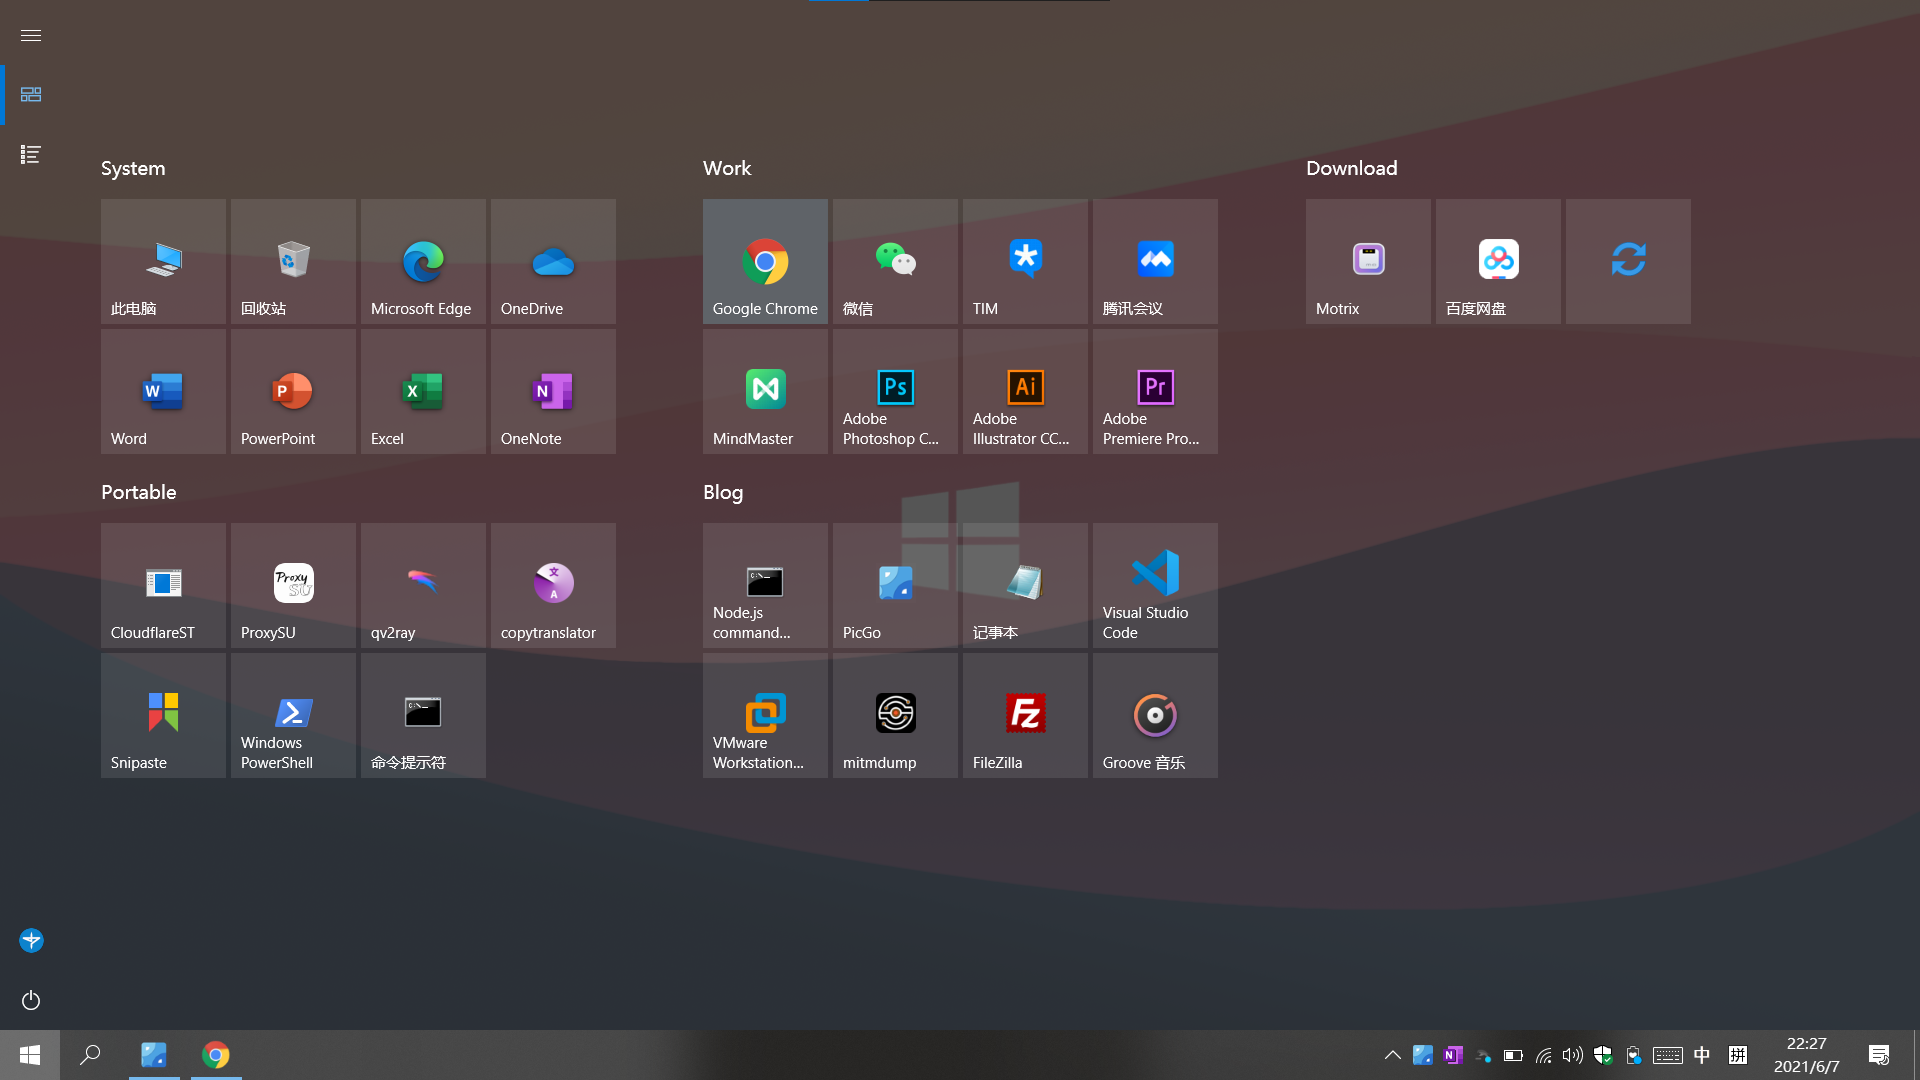 System
此电脑
回收站
Microsoft Edge
OneDrive
Word
PowerPoint
Excel
OneNote
Portable
CloudflareST
ProxySU
qv2ray
copytranslator
Snipaste
Windows
PowerShell
命令提示符
Work
Google Chrome
微信
TIM
腾讯会议
MindMaster
Adobe
Photoshop C...
Adobe
Illustrator CC...
Adobe
Premiere Pro...
Blog
Node.js
command...
PicGo
记事本
Visual Studio
Code
VMware
Workstation...
mitmdump
FileZilla
Groove 音乐
Download
Motrix
百度网盘
中
拼
22:27
2021/6/7